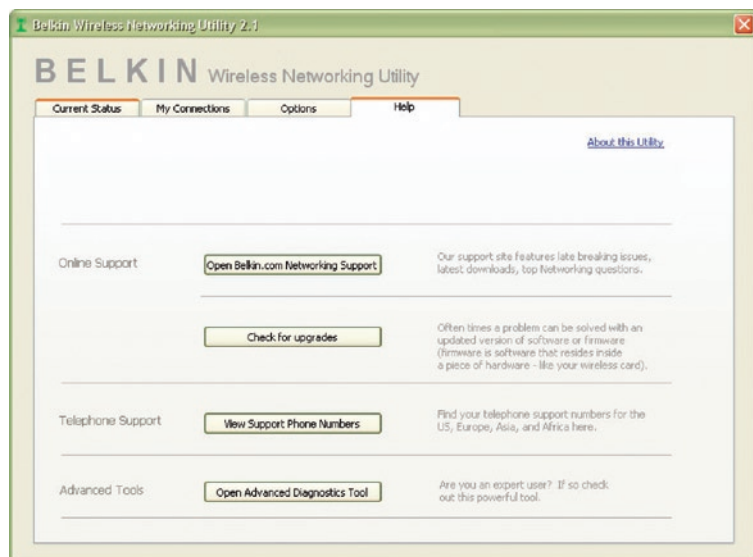 Belkin Wireless Networking Utility 2.1
BELKIN Wireless Networking Utility
Current Status My Connections Options Help
About this Utility
Online Support
Open Belkin.com Networking Support
Our support site features late breaking issues,
latest downloads, top Networking questions.
Check for upgrades
Often times a problem can be solved with an
updated version of software or firmware
(firmware is software that resides inside
a piece of hardware - like your wireless card).
Telephone Support
View Support Phone Numbers
Find your telephone support numbers for the
US, Europe, Asia, and Africa here.
Advanced Tools
Open Advanced Diagnostics Tool
Are you an expert user? If so check
out this powerful tool.